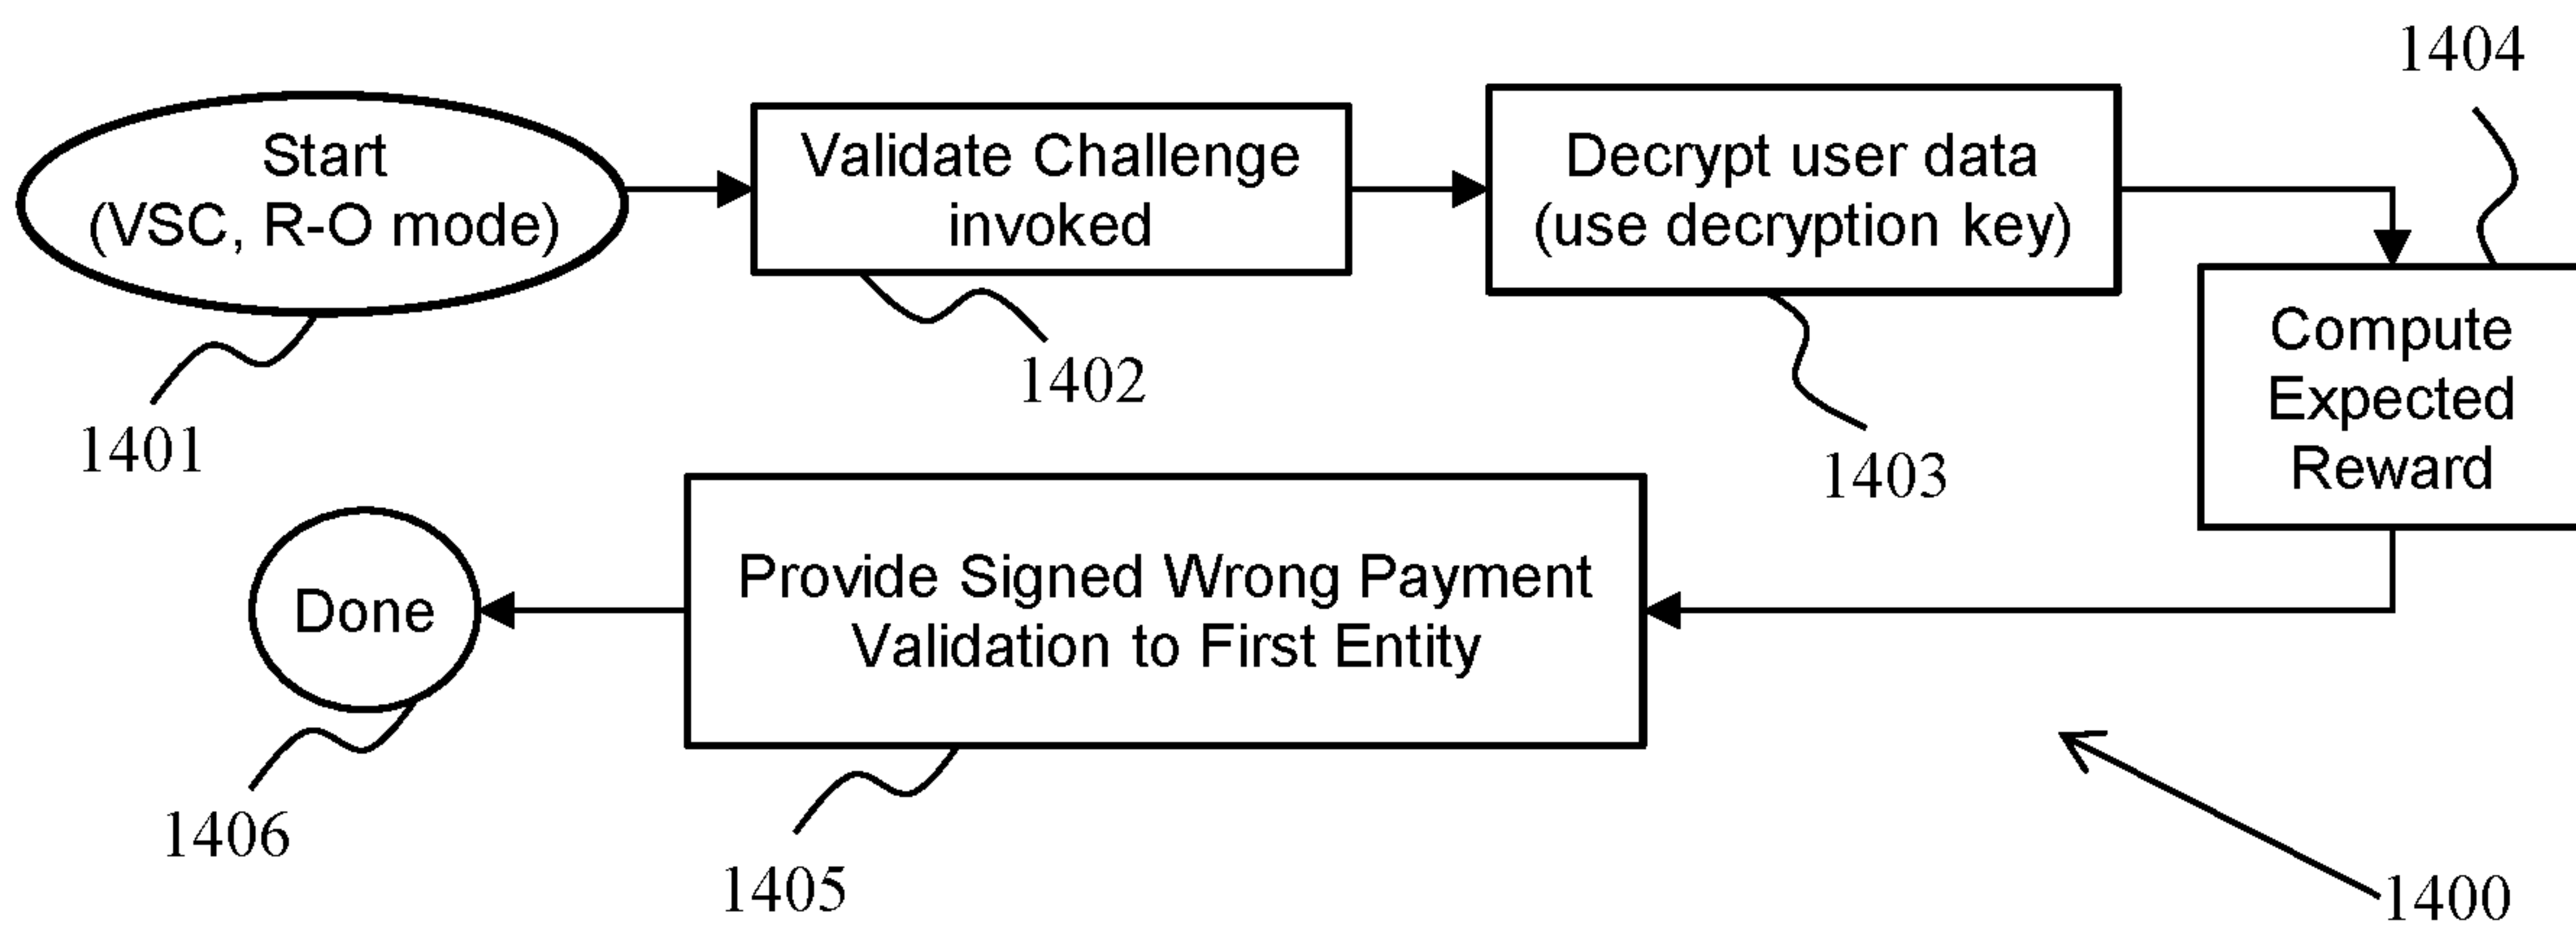 1404
Start
(VSC, R-O mode)
Validate Challenge
invoked
Decrypt user data
(use decryption key)
Compute
Expected
Reward
1401
1402
1403
Done
Provide Signed Wrong Payment
Validation to First Entity
1406
1405
1400